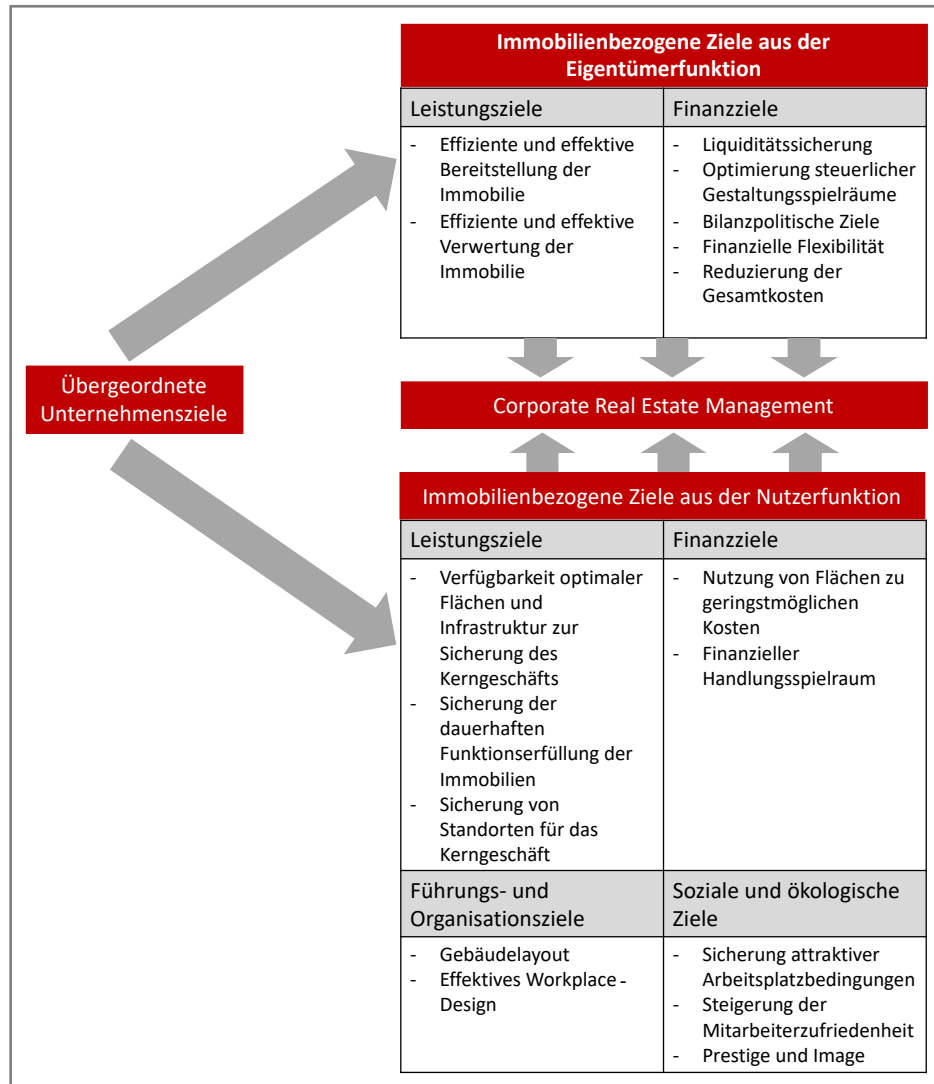 Immobilienbezogene Ziele aus der
Eigentümerfunktion
Leistungsziele
- Effiziente und effektive
Bereitstellung der
Immobilie
- Effiziente und effektive
Verwertung der
Immobilie
Finanzziele
- Liquiditätssicherung
- Optimierung steuerlicher
Gestaltungsspielräume
- Bilanzpolitische Ziele
- Finanzielle Flexibilität
- Reduzierung der
Gesamtkosten
Übergeordnete
Unternehmensziele
Corporate Real Estate Management
Immobilienbezogene Ziele aus der Nutzerfunktion
Leistungsziele
- Verfügbarkeit optimaler
Flächen und
Infrastruktur zur
Sicherung des
Kerngeschäfts
- Sicherung der
dauerhaften
Funktionserfüllung der
Immobilien
- Sicherung von
Standorten für das
Kerngeschäft
Finanzziele
- Nutzung von Flächen zu
geringstmöglichen
Kosten
- Finanzieller
Handlungsspielraum
Führungs- und
Organisationsziele
- Gebäudelayout
- Effektives Workplace-
Design
Soziale und ökologische
Ziele
- Sicherung attraktiver
Arbeitsplatzbedingungen
- Steigerung der
Mitarbeiterzufriedenheit
- Prestige und Image